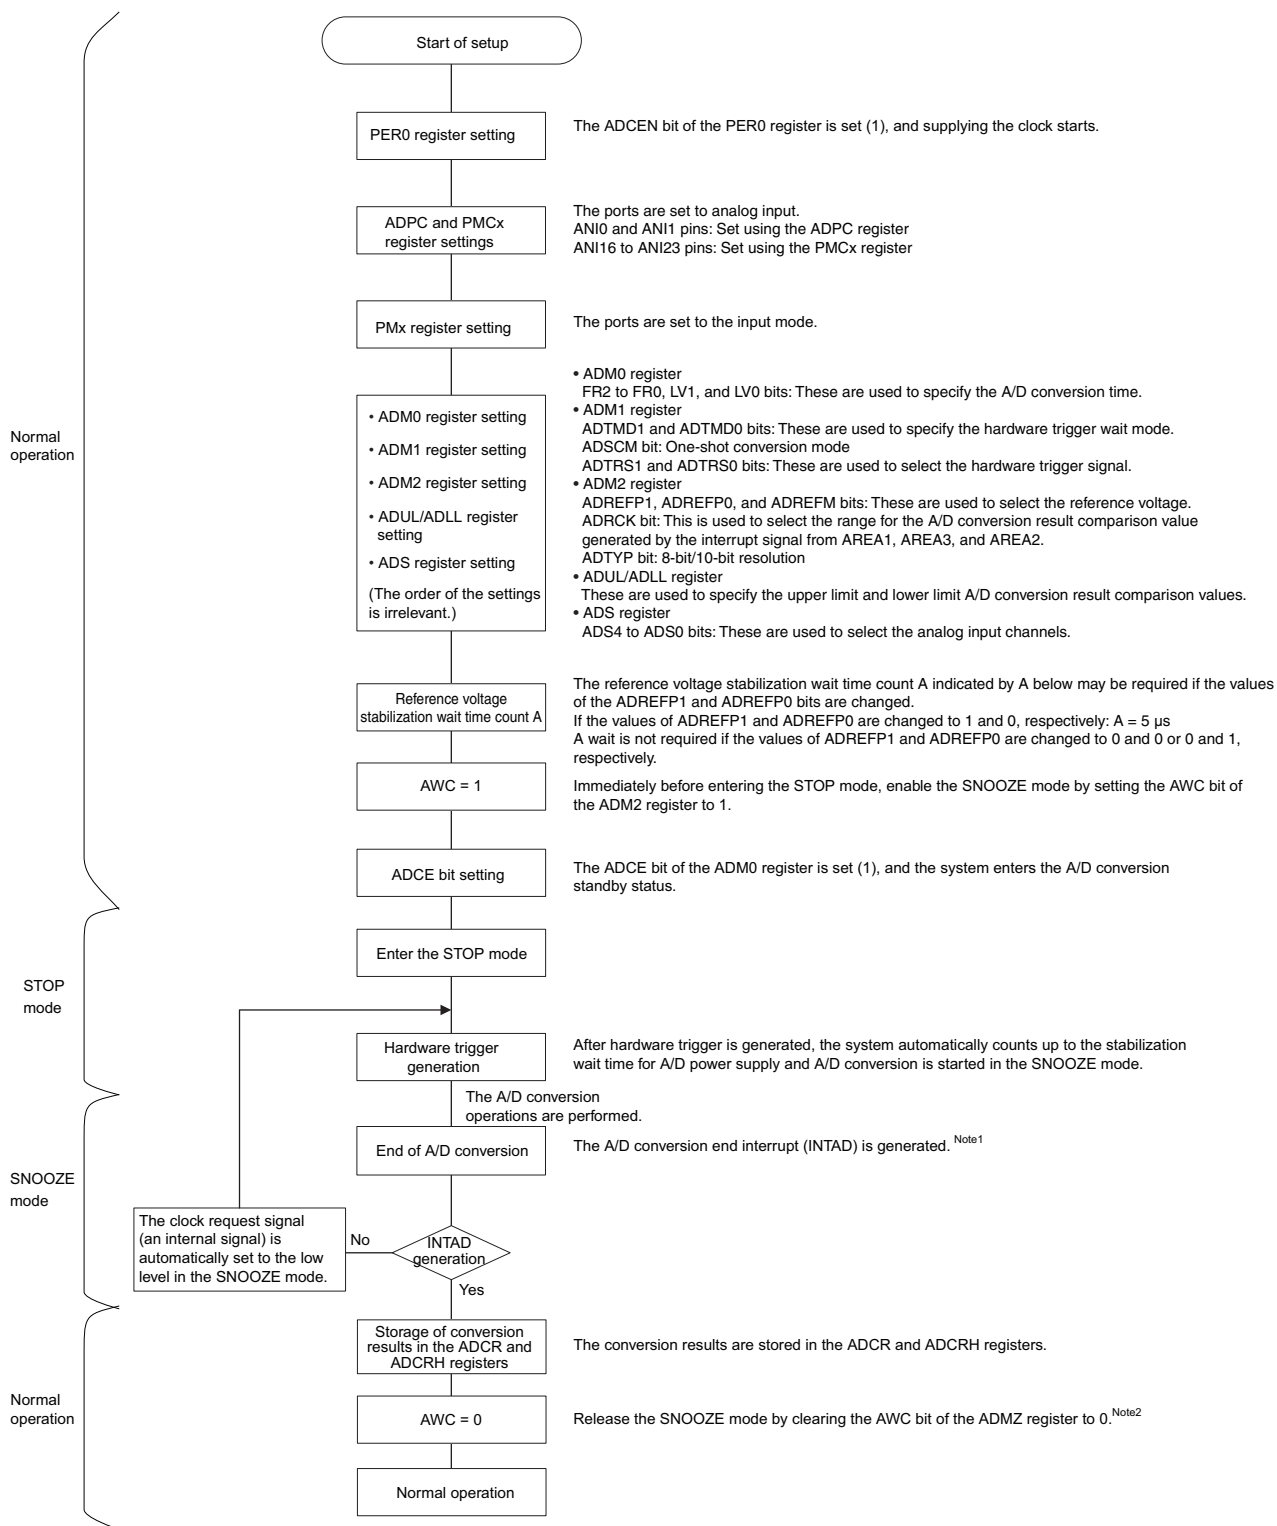 Start of setup
PER0 register setting
The ADCEN bit of the PER0 register is set (1), and supplying the clock starts.
ADPC and PMCx
register settings
The ports are set to analog input.
ANI0 and ANI1 pins: Set using the ADPC register
ANI16 to ANI23 pins: Set using the PMCx register
PMx register setting
The ports are set to the input mode.
Normal
operation
• ADM0 register setting
• ADM1 register setting
• ADM2 register setting
• ADUL/ADLL register
setting
• ADS register setting
(The order of the settings
is irrelevant.)
• ADM0 register
FR2 to FR0, LV1, and LV0 bits: These are used to specify the A/D conversion time.
• ADM1 register
ADTMD1 and ADTMD0 bits: These are used to specify the hardware trigger wait mode.
ADSCM bit: One-shot conversion mode
ADTRS1 and ADTRS0 bits: These are used to select the hardware trigger signal.
• ADM2 register
ADREFP1, ADREFP0, and ADREFM bits: These are used to select the reference voltage.
ADRCK bit: This is used to select the range for the A/D conversion result comparison value
generated by the interrupt signal from AREA1, AREA3, and AREA2.
ADTYP bit: 8-bit/10-bit resolution
• ADUL/ADLL register
These are used to specify the upper limit and lower limit A/D conversion result comparison values.
• ADS register
ADS4 to ADS0 bits: These are used to select the analog input channels.
Reference voltage
stabilization wait time count A
The reference voltage stabilization wait time count A indicated by A below may be required if the values
of the ADREFP1 and ADREFP0 bits are changed.
If the values of ADREFP1 and ADREFP0 are changed to 1 and 0, respectively: A = 5 µs
A wait is not required if the values of ADREFP1 and ADREFP0 are changed to 0 and 0 or 0 and 1,
respectively.
AWC = 1
Immediately before entering the STOP mode, enable the SNOOZE mode by setting the AWC bit of
the ADM2 register to 1.
ADCE bit setting
The ADCE bit of the ADM0 register is set (1), and the system enters the A/D conversion
standby status.
Enter the STOP mode
STOP
mode
Hardware trigger
generation
After hardware trigger is generated, the system automatically counts up to the stabilization
wait time for A/D power supply and A/D conversion is started in the SNOOZE mode.
The A/D conversion
operations are performed.
End of A/D conversion
The A/D conversion end interrupt (INTAD) is generated. Note1
SNOOZE
mode
The clock request signal
(an internal signal) is
automatically set to the low
level in the SNOOZE mode.
No
INTAD
generation
Yes
Storage of conversion
results in the ADCR and
ADCRH registers
The conversion results are stored in the ADCR and ADCRH registers.
Normal
operation
AWC = 0
Release the SNOOZE mode by clearing the AWC bit of the ADMZ register to 0.Note2
Normal operation